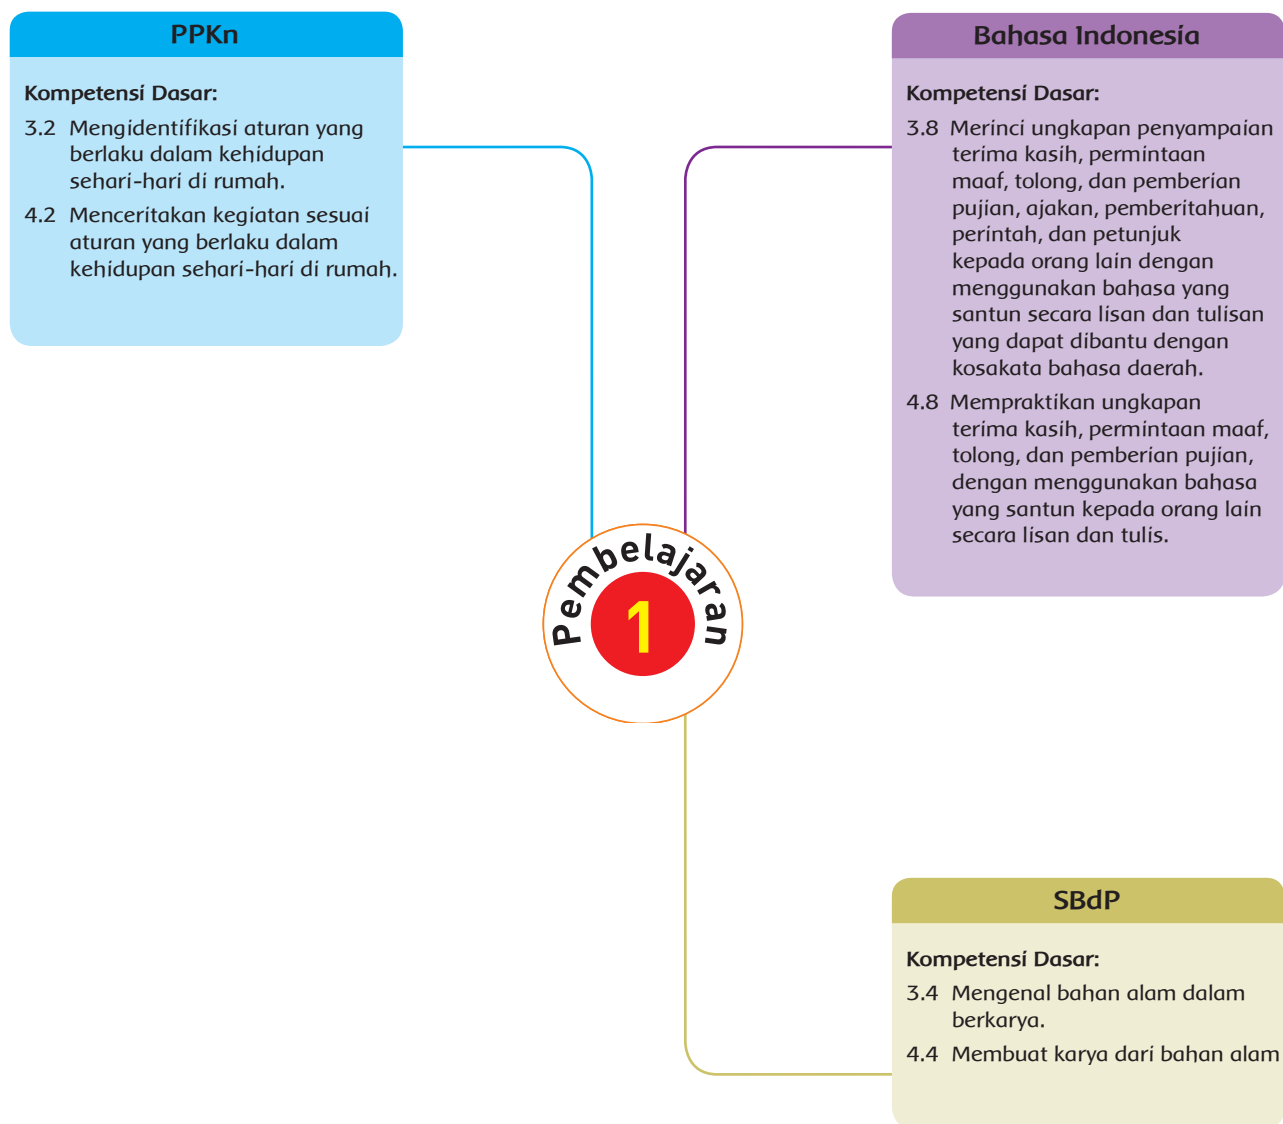 PPKn
Kompetensi Dasar:
3.2 Mengidentifikasi aturan yang
berlaku dalam kehidupan
sehari-hari di rumah.
4.2 Menceritakan kegiatan sesuai
aturan yang berlaku dalam
kehidupan sehari-hari di rumah.
Bahasa Indonesia
Kompetensi Dasar:
3.8 Merinci ungkapan penyampaian
terima kasih, permintaan
maaf, tolong, dan pemberian
pujian, ajakan, pemberitahuan,
perintah, dan petunjuk
kepada orang lain dengan
menggunakan bahasa yang
santun secara lisan dan tulisan
yang dapat dibantu dengan
kosakata bahasa daerah.
4.8 Mempraktikan ungkapan
terima kasih, permintaan maaf,
tolong, dan pemberian pujian,
dengan menggunakan bahasa
yang santun kepada orang lain
secara lisan dan tulis.
Pembelajaran
1
SBdP
Kompetensi Dasar:
3.4 Mengenal bahan alam dalam
berkarya.
4.4 Membuat karya dari bahan alam